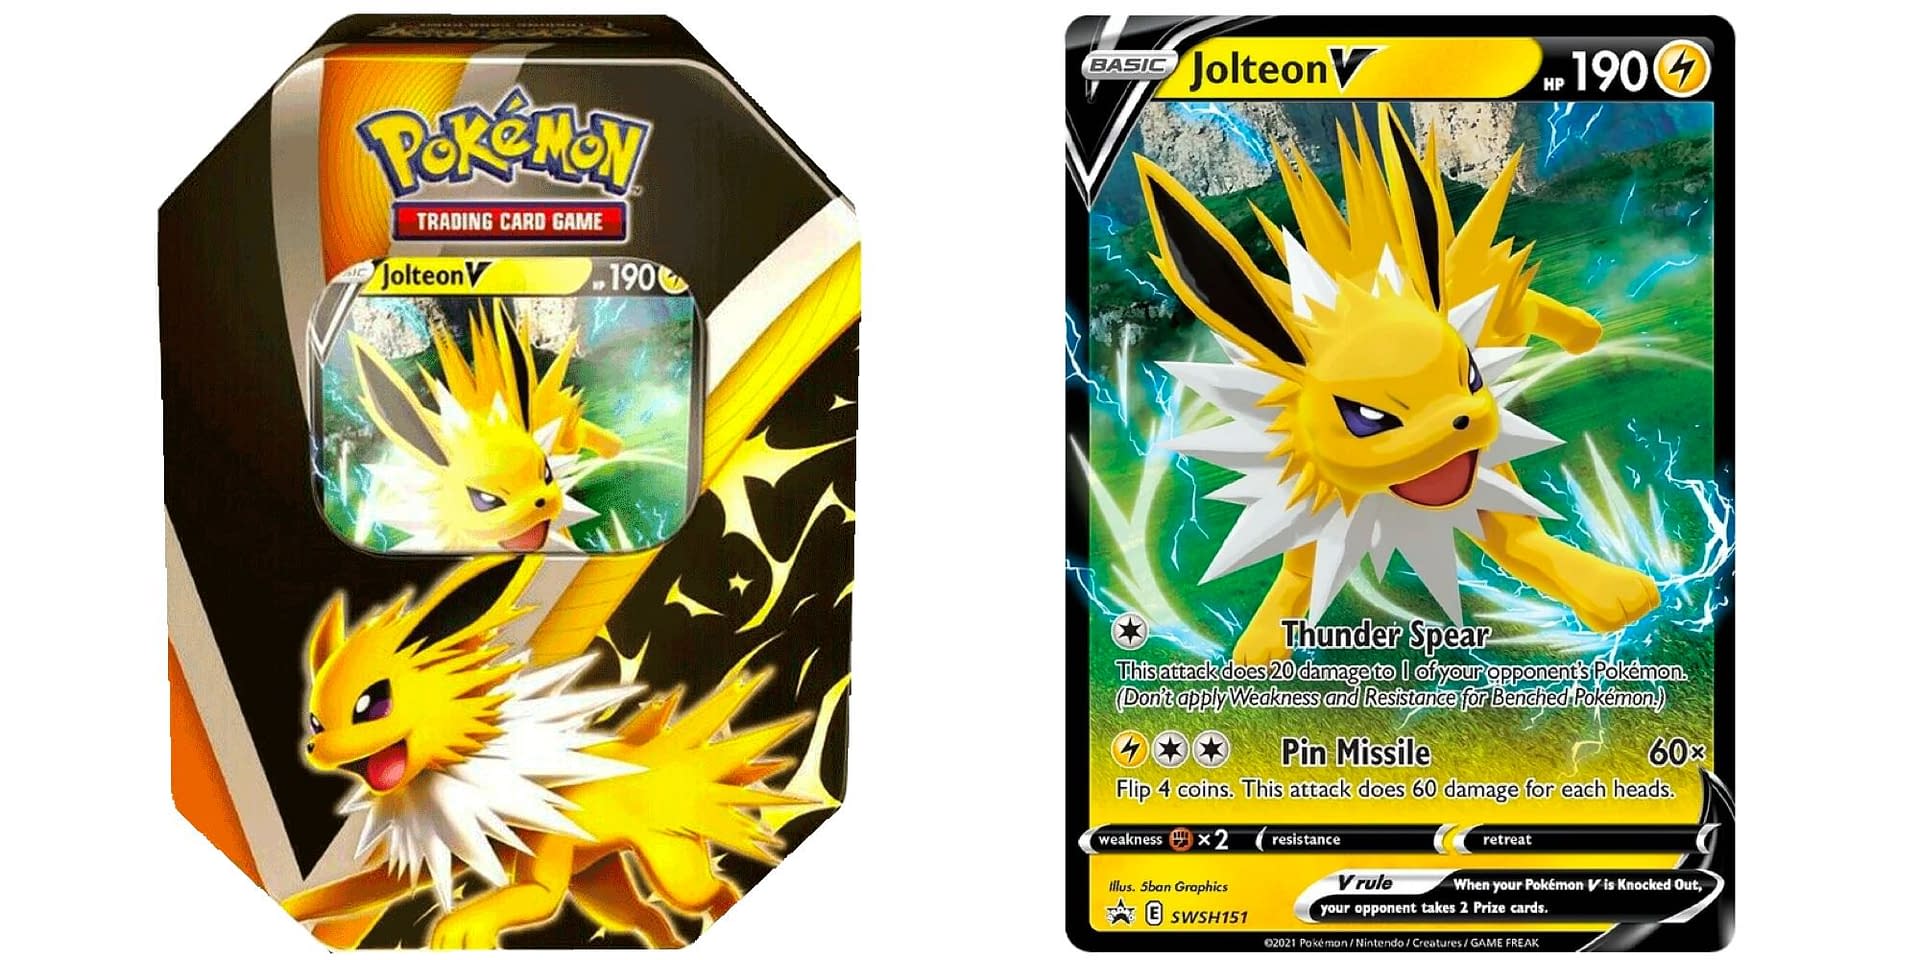 POKÉMON
TRADING CARD GAME
Jolteon V HP 190
BASIC Jolteon V HP 190
Thunder Spear
This attack does 20 damage to 1 of your opponent's Pokémon.
(Don't apply Weakness and Resistance for Benched Pokémon.)
Pin Missile 60×
Flip 4 coins. This attack does 60 damage for each heads.
weakness ×2 resistance retreat
Illus. 5ban Graphics
V rule When your Pokémon V is Knocked Out,
your opponent takes 2 Prize cards.
E SWSH151
©2021 Pokémon / Nintendo / Creatures / GAME FREAK